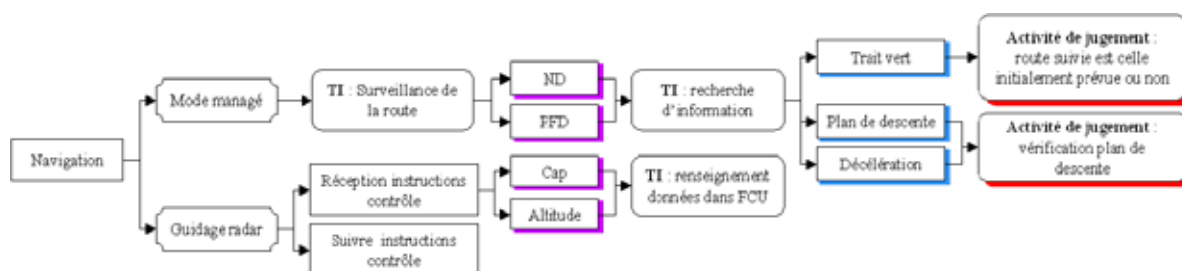 Navigation
Mode managé
TI : Surveillance de
la route
ND
PFD
TI : recherche
d'information
Trait vert
Activité de jugement :
route suivie est celle
initialement prévue ou non
Plan de descente
Décélération
Activité de jugement :
vérification plan de
descente
Guidage radar
Réception instructions
contrôle
Cap
Altitude
TI : renseignement
données dans FCU
Suivre instructions
contrôle